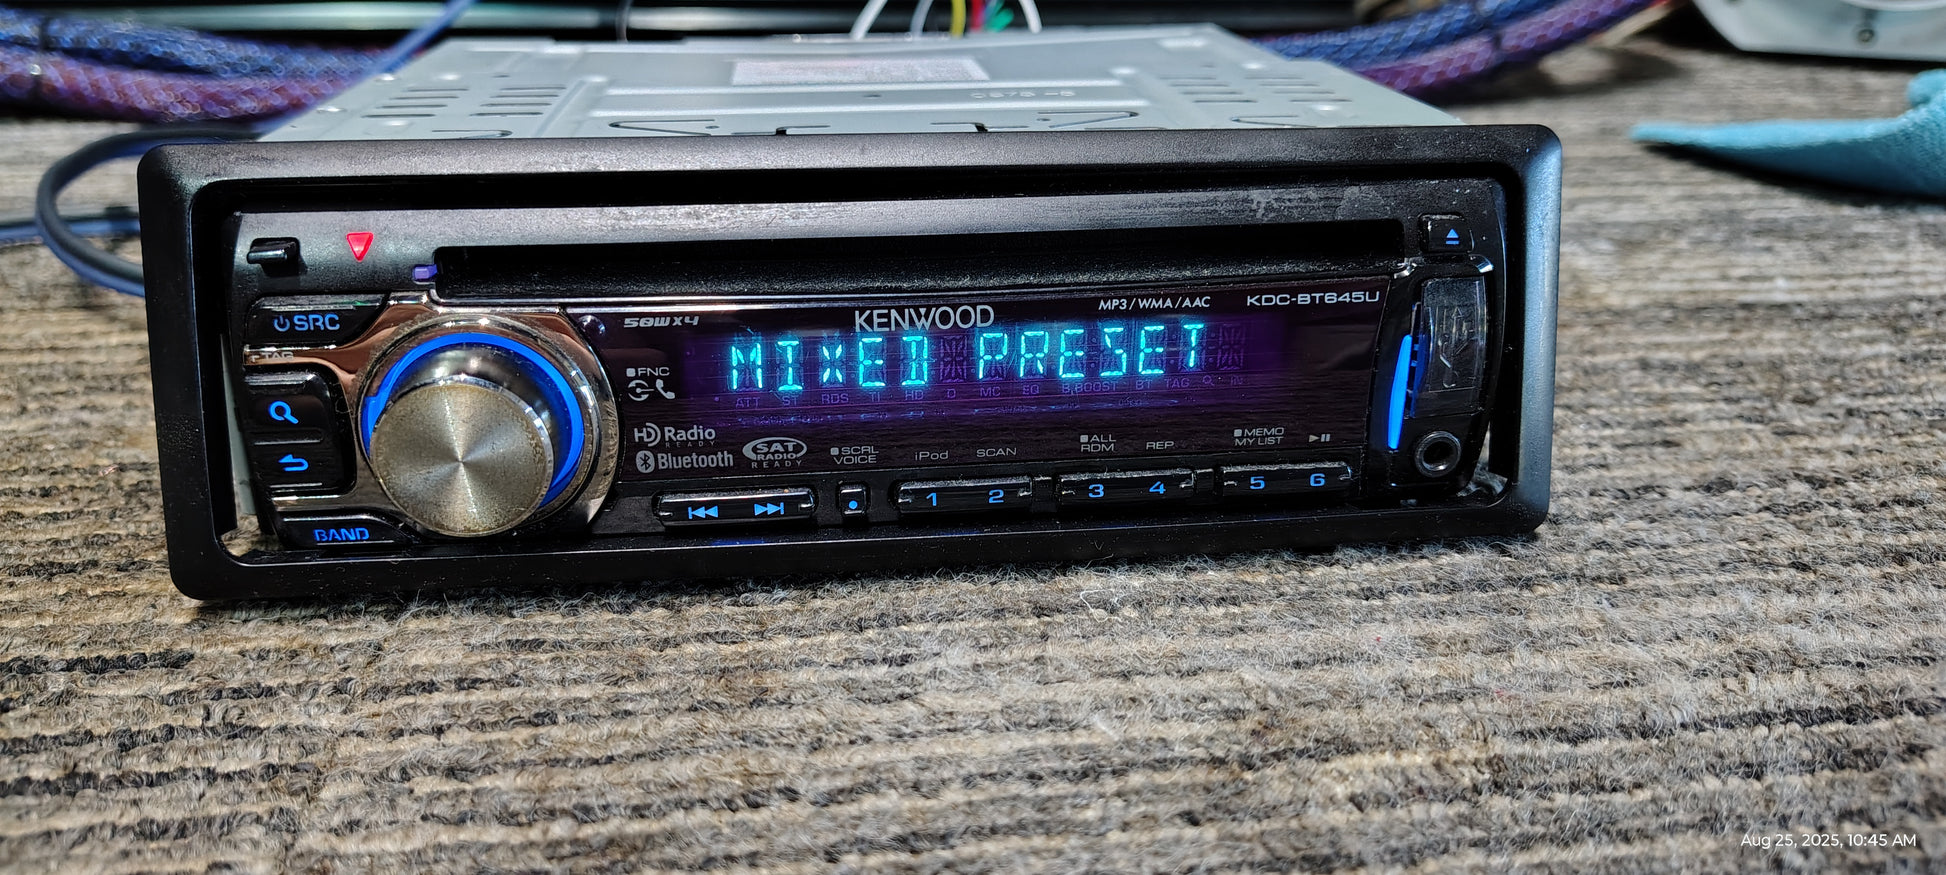 SRC
T-TAG
BAND
50W x 4
KENWOOD
MP3/WMA/AAC
KDC-BT645U
MIXED PRESET
FNC
ATT ST RDS TI HD MC EQ B.BOOST BT TAG IN
HD Radio
READY
Bluetooth
SAT
RADIO
READY
SCRL
VOICE
iPod
SCAN
ALL
RDM
REP
MEMO
MY LIST
1 2 3 4 5 6
Aug 25, 2025, 10:45 AM